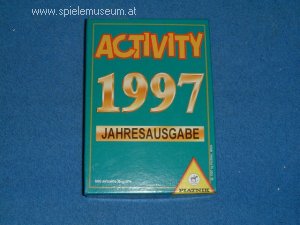 www.spielemuseum.at
ACTIVITY
1997
JAHRESAUSGABE
PIATNIK